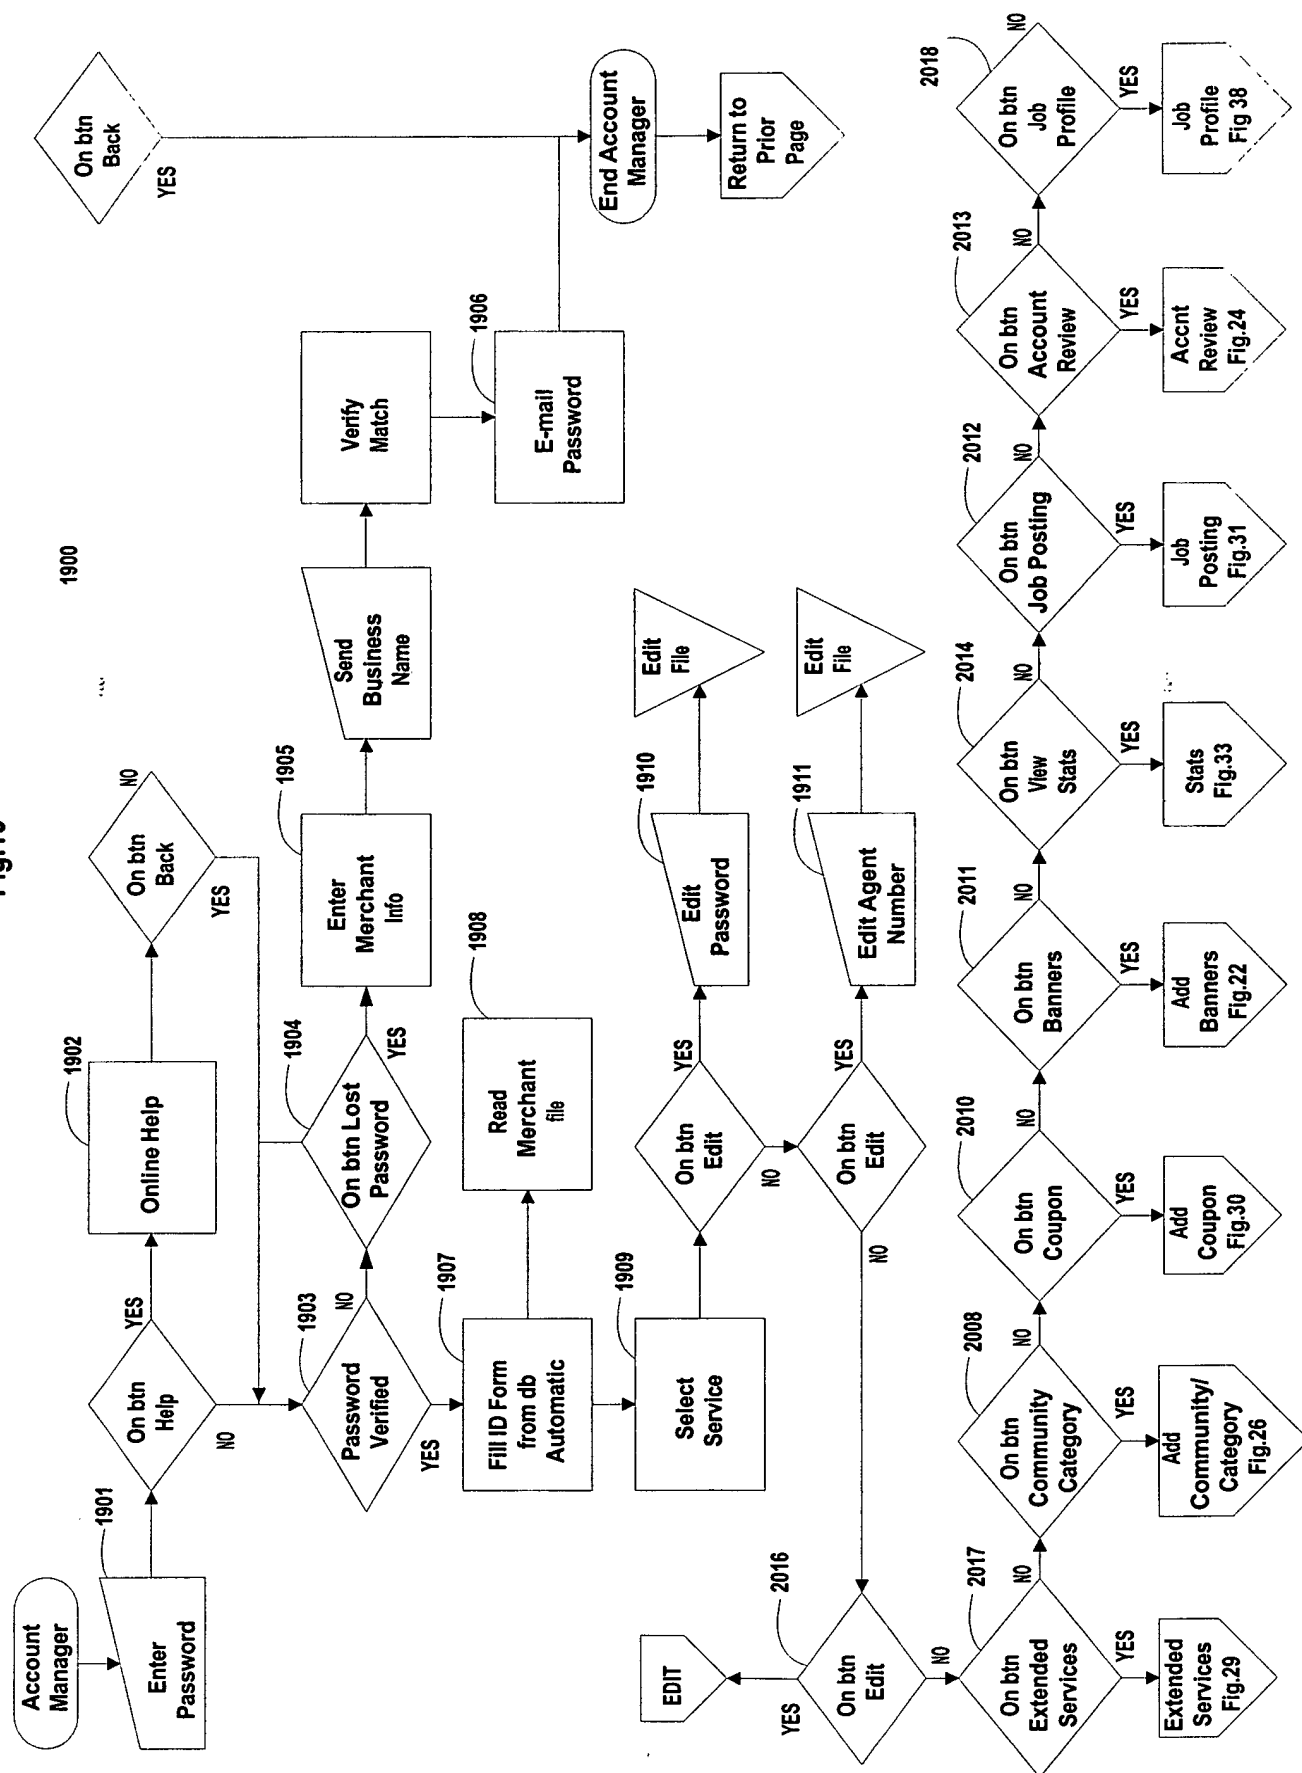 Fig.19
1900
Account
Manager
1901
Enter
Password
On btn
Help
YES
NO
1902
Online Help
On btn
Back
NO
YES
1903
Password
Verified
NO
YES
1904
On btn Lost
Password
YES
1905
Enter
Merchant
Info
Send
Business
Name
Verify
Match
1906
E-mail
Password
On btn
Back
YES
End Account
Manager
Return to
Prior
Page
1907
Fill ID Form
from db
Automatic
1908
Read
Merchant
file
1909
Select
Service
On btn
Edit
YES
NO
1910
Edit
Password
Edit
File
On btn
Edit
YES
NO
1911
Edit Agent
Number
Edit
File
2016
On btn
Edit
YES
NO
EDIT
2017
On btn
Extended
Services
NO
YES
Extended
Services
Fig.29
2008
On btn
Community
Category
NO
YES
Add
Community/
Category
Fig.26
2010
On btn
Coupon
NO
YES
Add
Coupon
Fig.30
2011
On btn
Banners
NO
YES
Add
Banners
Fig.22
2014
On btn
View
Stats
NO
YES
Stats
Fig.33
2012
On btn
Job Posting
NO
YES
Job
Posting
Fig.31
2013
On btn
Account
Review
NO
YES
Accnt
Review
Fig.24
2018
On btn
Job
Profile
NO
YES
Job
Profile
Fig 38